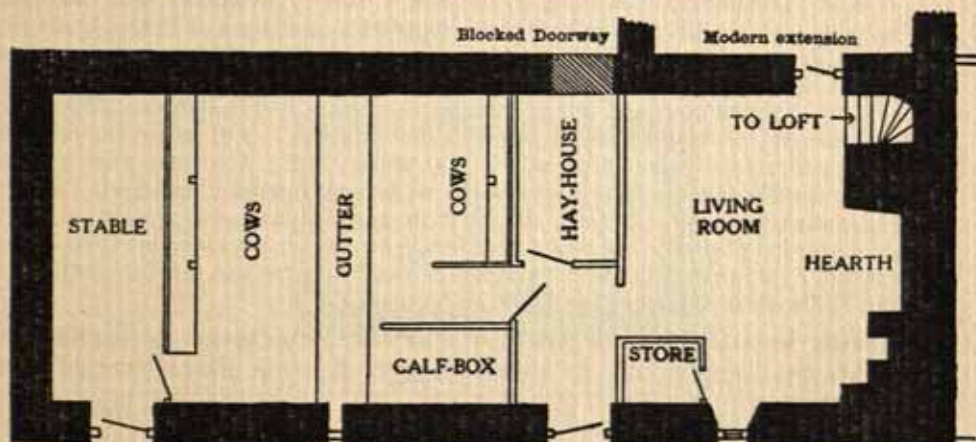 Blocked Doorway
Modern extension
TO LOFT
STABLE
COWS
GUTTER
COWS
HAY-HOUSE
LIVING
ROOM
HEARTH
CALF-BOX
STORE